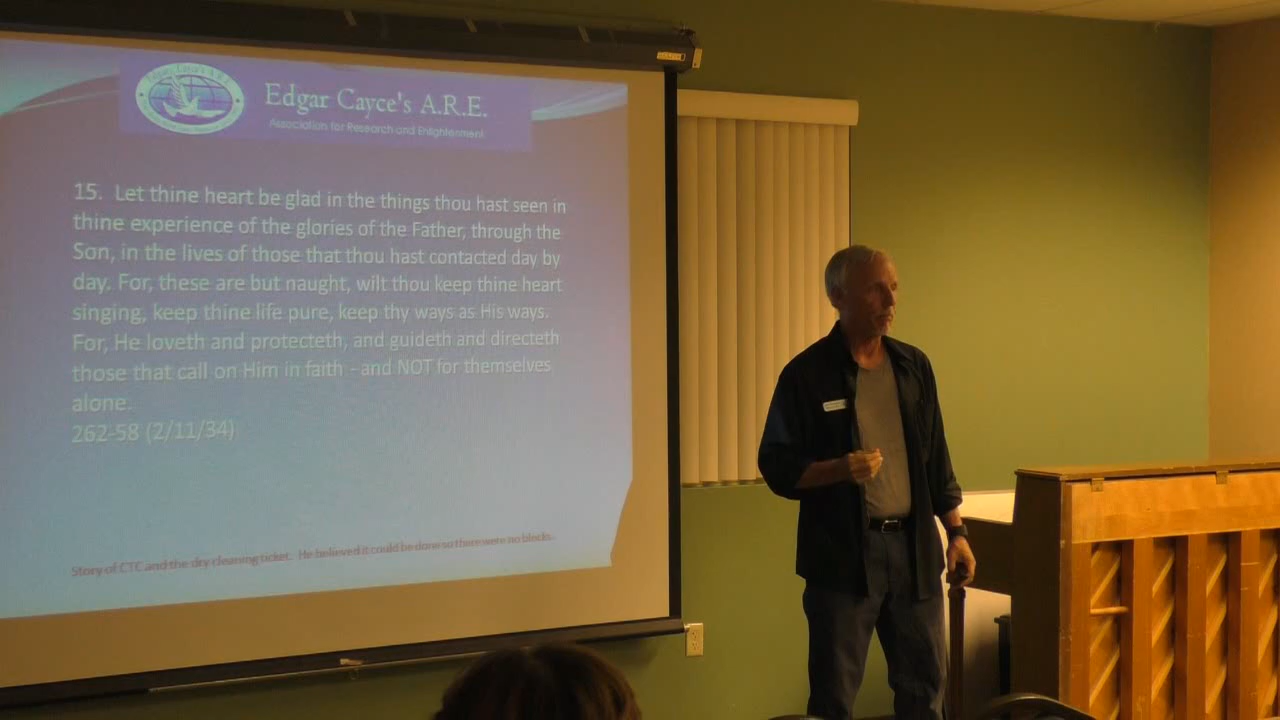 Edgar Cayce's A.R.E.
Association for Research and Enlightenment
15. Let thine heart be glad in the things thou hast seen in
thine experience of the glories of the Father, through the
Son, in the lives of those that thou hast contacted day by
day. For, these are but naught, wilt thou keep thine heart
singing, keep thine life pure, keep thy ways as His ways.
For, He loveth and protecteth, and guideth and directeth
those that call on Him in faith - and NOT for themselves
alone.
262-58 (2/11/34)
Story of CTC and the dry cleaning ticket. He believed it could be done so there were no blocks.